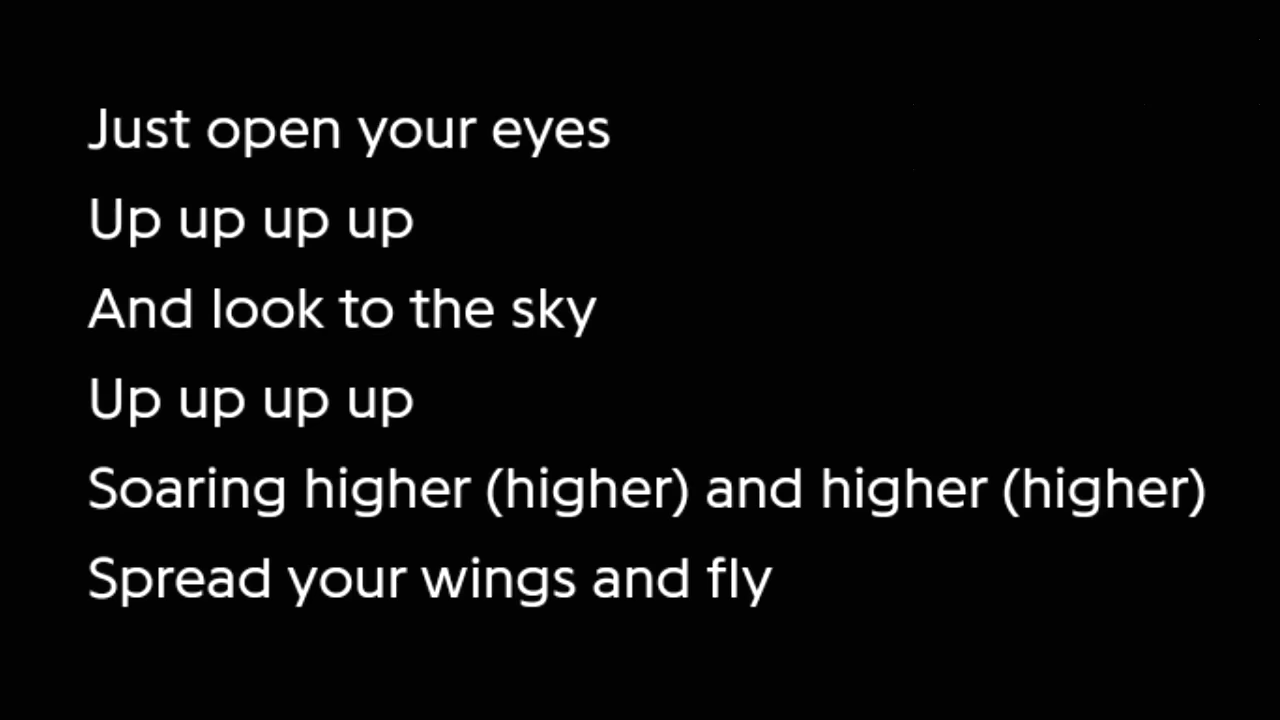 Just open your eyes
Up up up up
And look to the sky
Up up up up
Soaring higher (higher) and higher (higher)
Spread your wings and fly